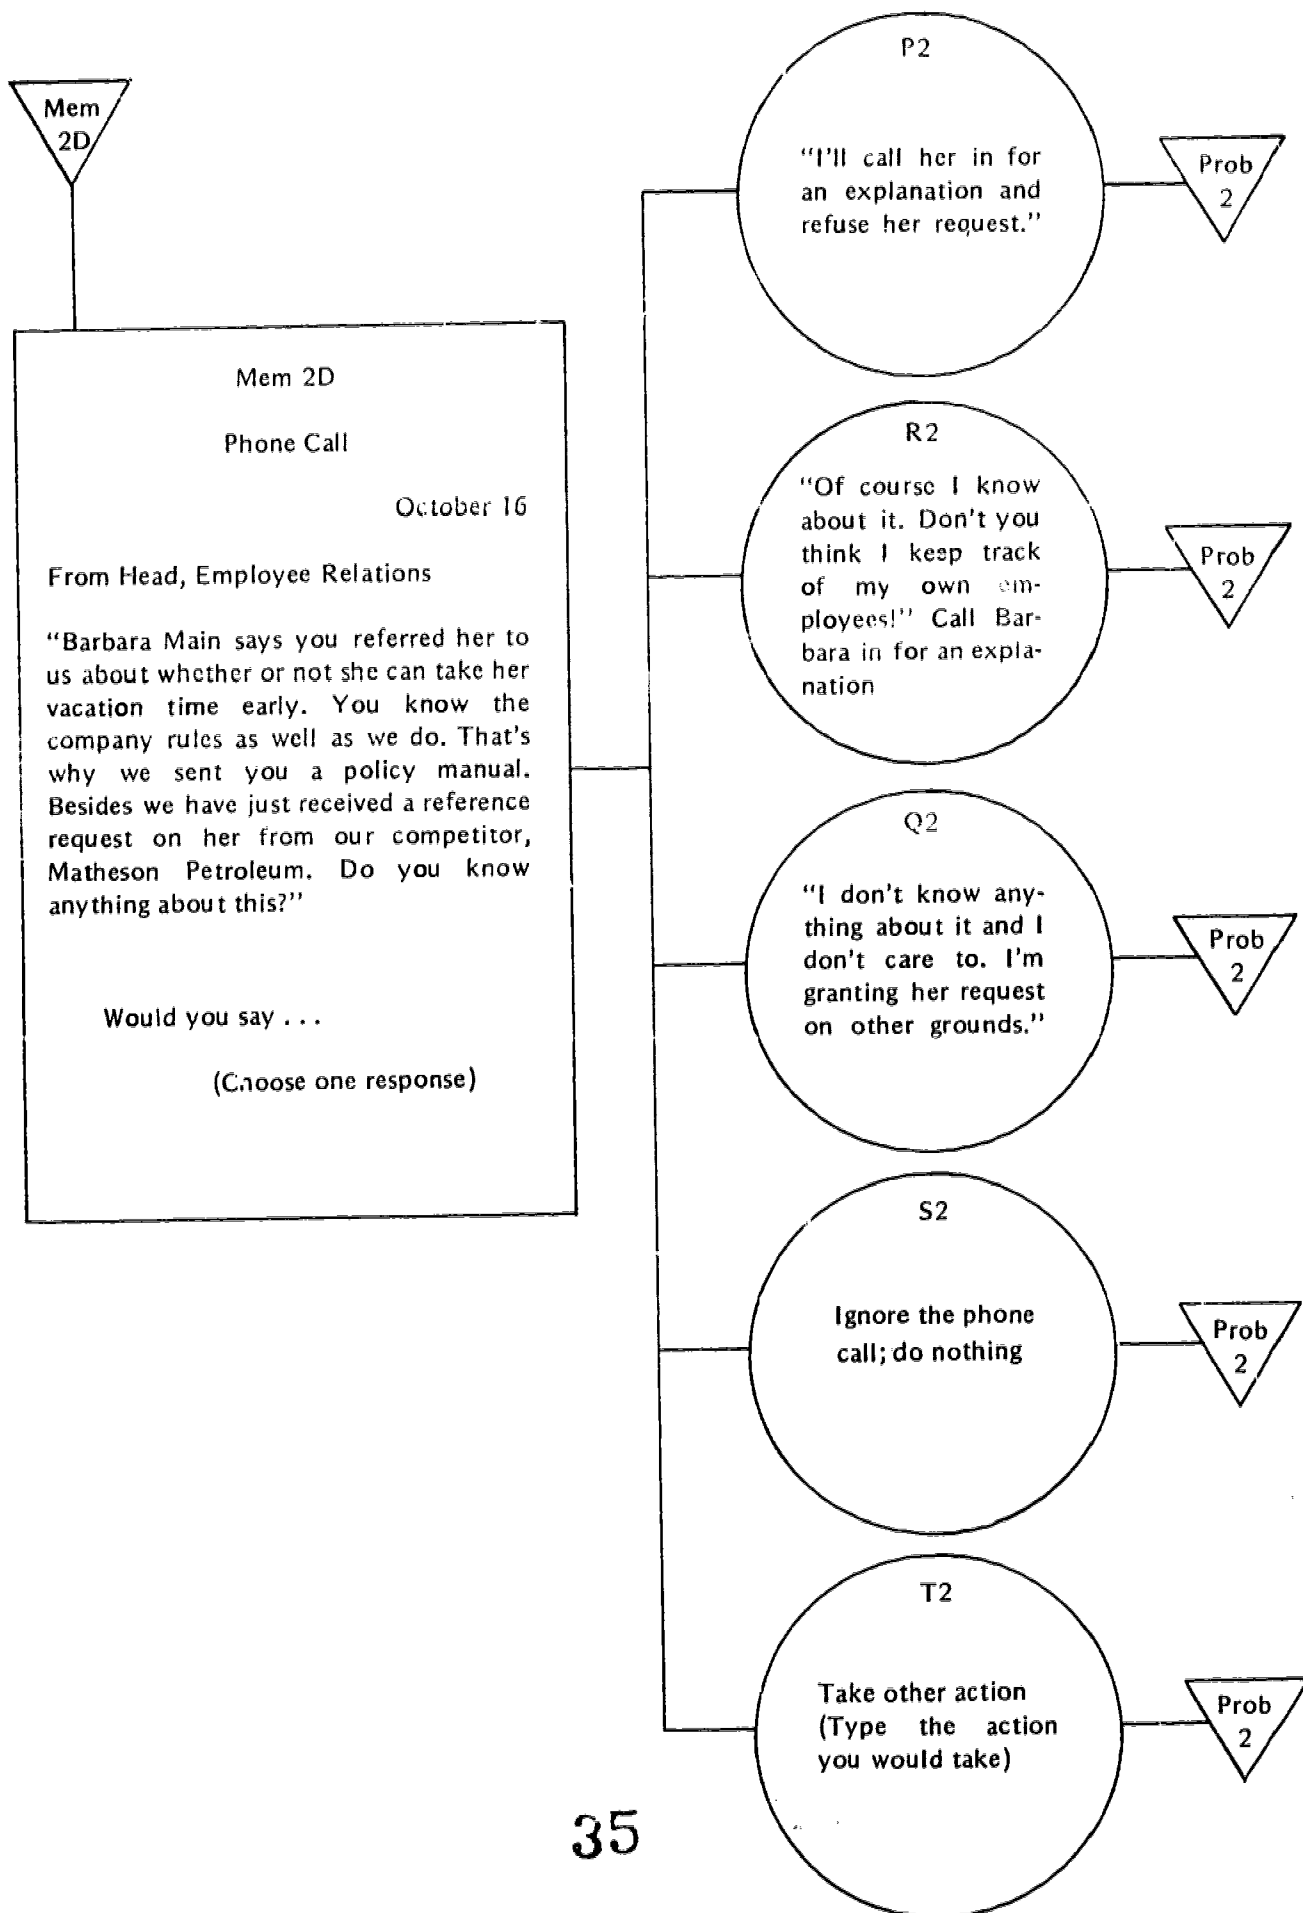 Mem
2D
Mem 2D
Phone Call
October 16
From Head, Employee Relations
"Barbara Main says you referred her to
us about whether or not she can take her
vacation time early. You know the
company rules as well as we do. That's
why we sent you a policy manual.
Besides we have just received a reference
request on her from our competitor,
Matheson Petroleum. Do you know
anything about this?"
Would you say . . .
(Choose one response)
P2
"I'll call her in for
an explanation and
refuse her request."
Prob
2
R2
"Of course I know
about it. Don't you
think I keep track
of my own em-
ployees!" Call Bar-
bara in for an expla-
nation
Prob
2
Q2
"I don't know any-
thing about it and I
don't care to. I'm
granting her request
on other grounds."
Prob
2
S2
Ignore the phone
call; do nothing
Prob
2
T2
Take other action
(Type the action
you would take)
Prob
2
35